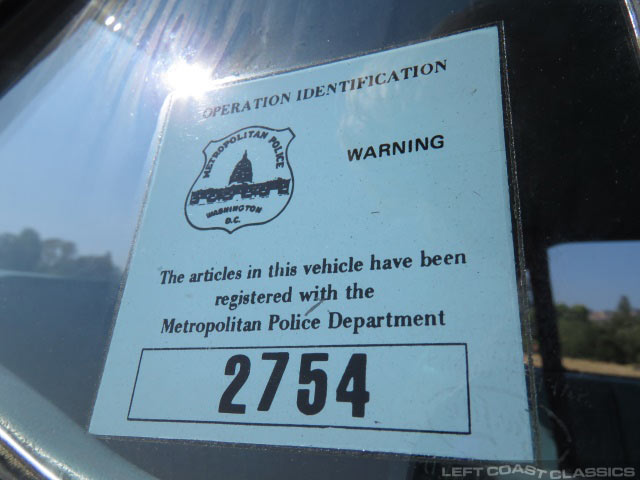 OPERATION IDENTIFICATION
METROPOLITAN POLICE
WASHINGTON
D.C.
WARNING
The articles in this vehicle have been
registered with the
Metropolitan Police Department
2754
LEFT COAST CLASSICS